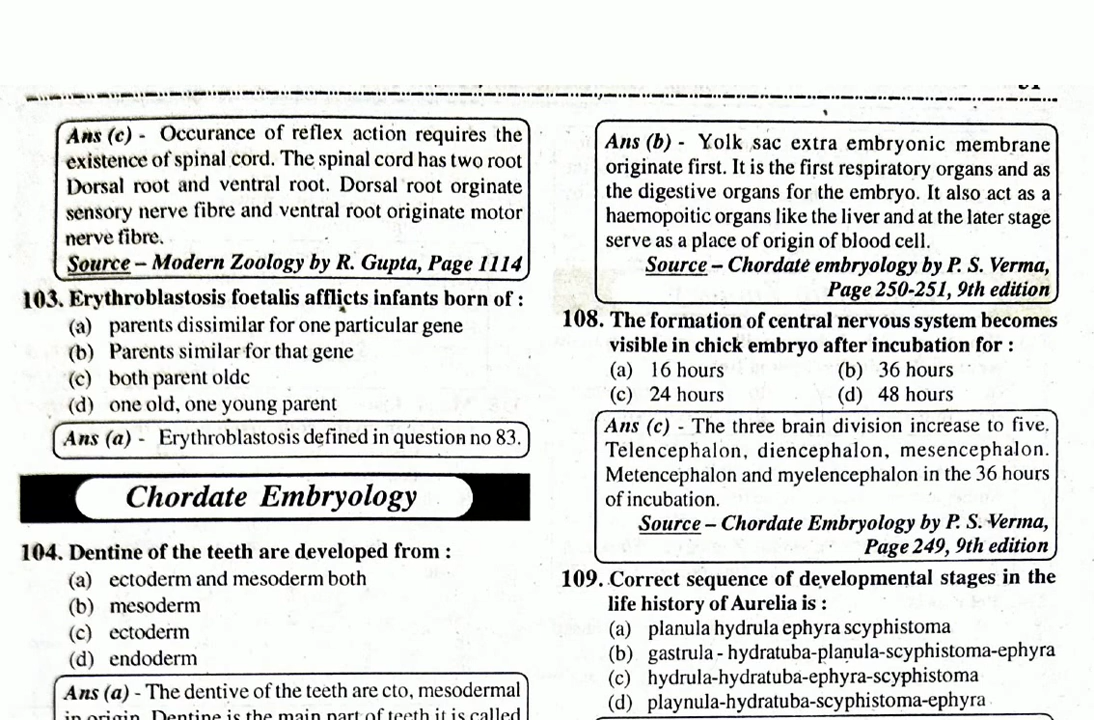 Ans (c) - Occurance of reflex action requires the
existence of spinal cord. The spinal cord has two root
Dorsal root and ventral root. Dorsal root orginate
sensory nerve fibre and ventral root originate motor
nerve fibre.
Source – Modern Zoology by R. Gupta, Page 1114
103. Erythroblastosis foetalis afflicts infants born of :
(a) parents dissimilar for one particular gene
(b) Parents similar for that gene
(c) both parent oldc
(d) one old, one young parent
Ans (a) - Erythroblastosis defined in question no 83.
Chordate Embryology
104. Dentine of the teeth are developed from :
(a) ectoderm and mesoderm both
(b) mesoderm
(c) ectoderm
(d) endoderm
Ans (a) - The dentive of the teeth are cto, mesodermal
in origin. Dentine is the main part of teeth it is called
Ans (b) - Yolk sac extra embryonic membrane
originate first. It is the first respiratory organs and as
the digestive organs for the embryo. It also act as a
haemopoitic organs like the liver and at the later stage
serve as a place of origin of blood cell.
Source – Chordate embryology by P. S. Verma,
Page 250-251, 9th edition
108. The formation of central nervous system becomes
visible in chick embryo after incubation for :
(a) 16 hours (b) 36 hours
(c) 24 hours (d) 48 hours
Ans (c) - The three brain division increase to five.
Telencephalon, diencephalon, mesencephalon.
Metencephalon and myelencephalon in the 36 hours
of incubation.
Source – Chordate Embryology by P. S. Verma,
Page 249, 9th edition
109. Correct sequence of developmental stages in the
life history of Aurelia is :
(a) planula hydrula ephyra scyphistoma
(b) gastrula - hydratuba-planula-scyphistoma-ephyra
(c) hydrula-hydratuba-ephyra-scyphistoma
(d) playnula-hydratuba-scyphistoma-ephyra